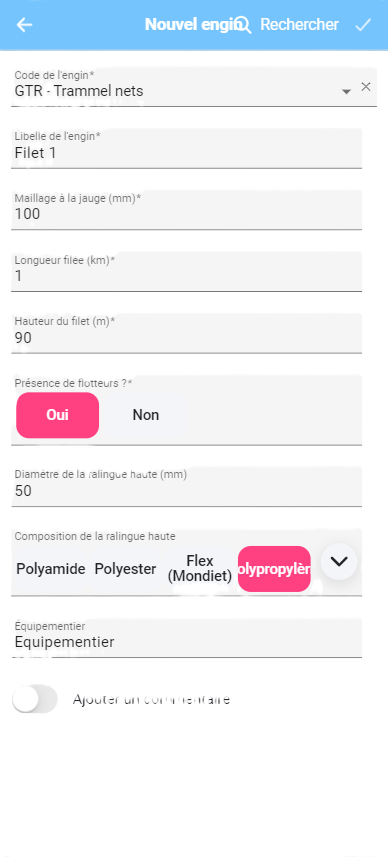 Nouvel engin Rechercher
Code de l'engin*
GTR - Trammel nets
Libelle de l'engin*
Filet 1
Maillage à la jauge (mm)*
100
Longueur filée (km)*
1
Hauteur du filet (m)*
90
Présence de flotteurs ?*
Oui Non
Diamètre de la ralingue haute (mm)
50
Composition de la ralingue haute
Polyamide Polyester Flex (Mondiet) olypropylèn
Équipementier
Equipementier
Ajouter un commentaire